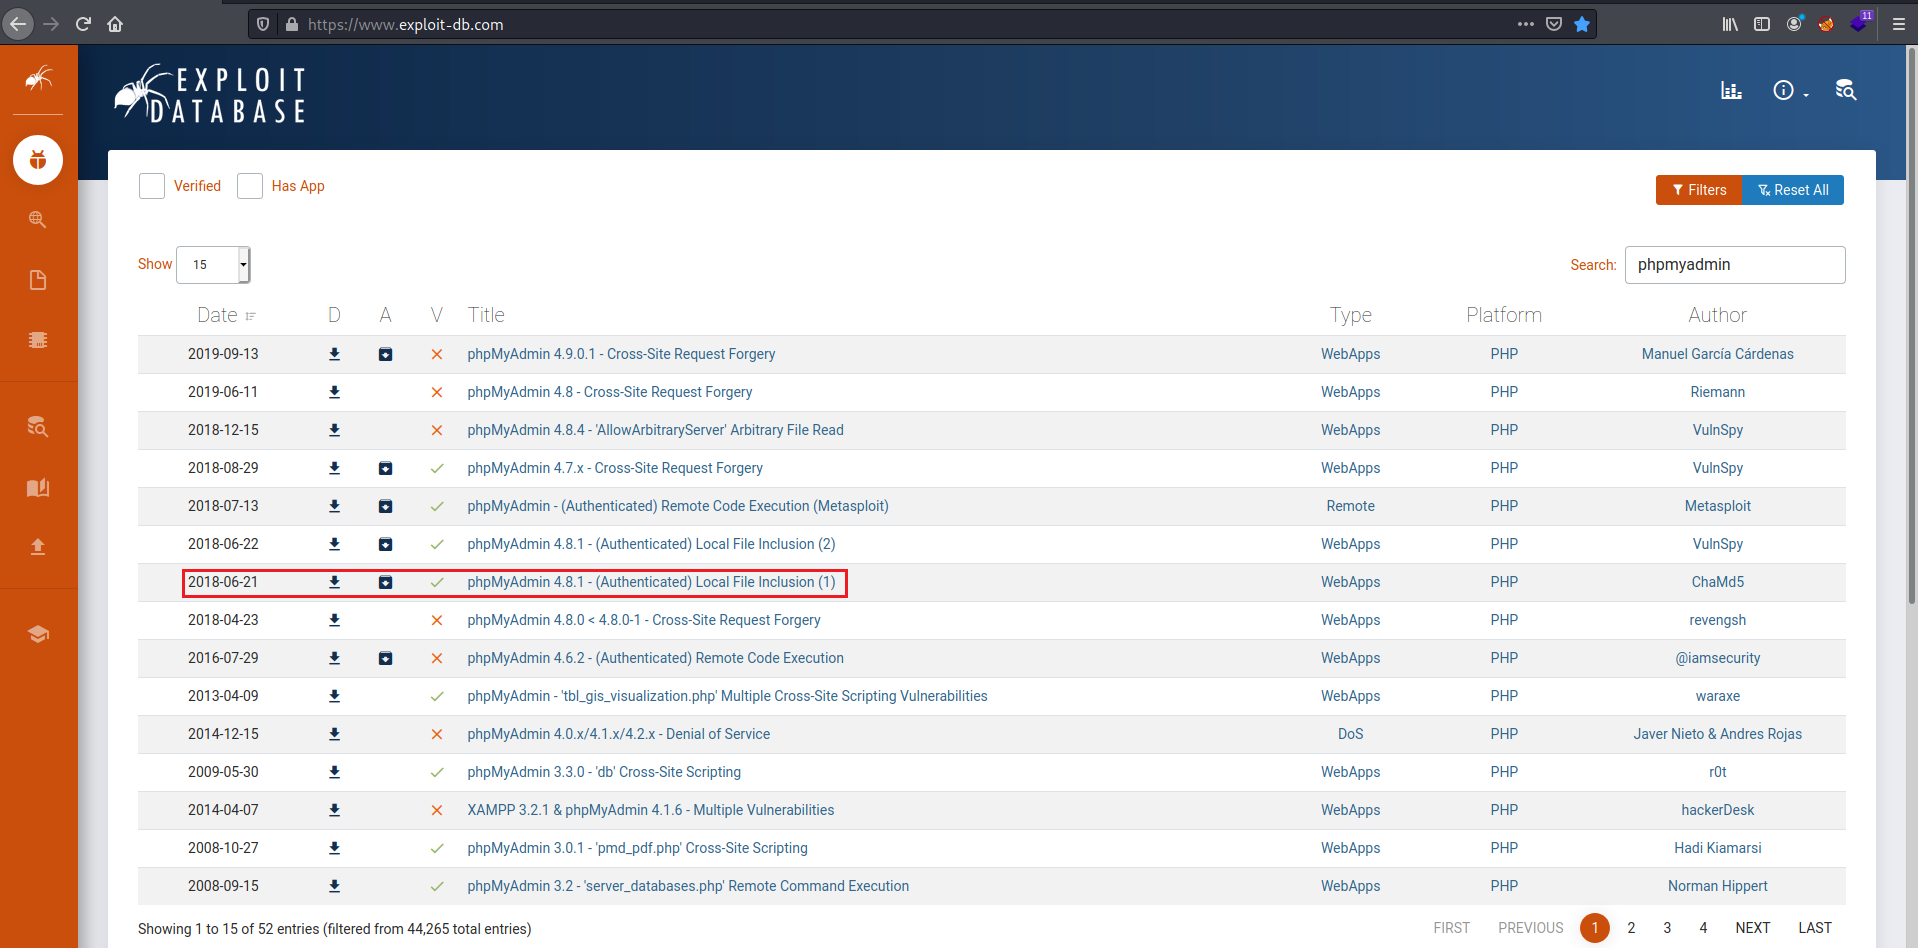 https://www.exploit-db.com
11
EXPLOIT
DATABASE
Verified Has App
Filters Reset All
Show 15 Search: phpmyadmin
Date D A V Title Type Platform Author
2019-09-13 phpMyAdmin 4.9.0.1 - Cross-Site Request Forgery WebApps PHP Manuel García Cárdenas
2019-06-11 phpMyAdmin 4.8 - Cross-Site Request Forgery WebApps PHP Riemann
2018-12-15 phpMyAdmin 4.8.4 - 'AllowArbitraryServer' Arbitrary File Read WebApps PHP VulnSpy
2018-08-29 phpMyAdmin 4.7.x - Cross-Site Request Forgery WebApps PHP VulnSpy
2018-07-13 phpMyAdmin - (Authenticated) Remote Code Execution (Metasploit) Remote PHP Metasploit
2018-06-22 phpMyAdmin 4.8.1 - (Authenticated) Local File Inclusion (2) WebApps PHP VulnSpy
2018-06-21 phpMyAdmin 4.8.1 - (Authenticated) Local File Inclusion (1) WebApps PHP ChaMd5
2018-04-23 phpMyAdmin 4.8.0 < 4.8.0-1 - Cross-Site Request Forgery WebApps PHP revengsh
2016-07-29 phpMyAdmin 4.6.2 - (Authenticated) Remote Code Execution WebApps PHP @iamsecurity
2013-04-09 phpMyAdmin - 'tbl_gis_visualization.php' Multiple Cross-Site Scripting Vulnerabilities WebApps PHP waraxe
2014-12-15 phpMyAdmin 4.0.x/4.1.x/4.2.x - Denial of Service DoS PHP Javer Nieto & Andres Rojas
2009-05-30 phpMyAdmin 3.3.0 - 'db' Cross-Site Scripting WebApps PHP r0t
2014-04-07 XAMPP 3.2.1 & phpMyAdmin 4.1.6 - Multiple Vulnerabilities WebApps PHP hackerDesk
2008-10-27 phpMyAdmin 3.0.1 - 'pmd_pdf.php' Cross-Site Scripting WebApps PHP Hadi Kiamarsi
2008-09-15 phpMyAdmin 3.2 - 'server_databases.php' Remote Command Execution WebApps PHP Norman Hippert
Showing 1 to 15 of 52 entries (filtered from 44,265 total entries) FIRST PREVIOUS 1 2 3 4 NEXT LAST